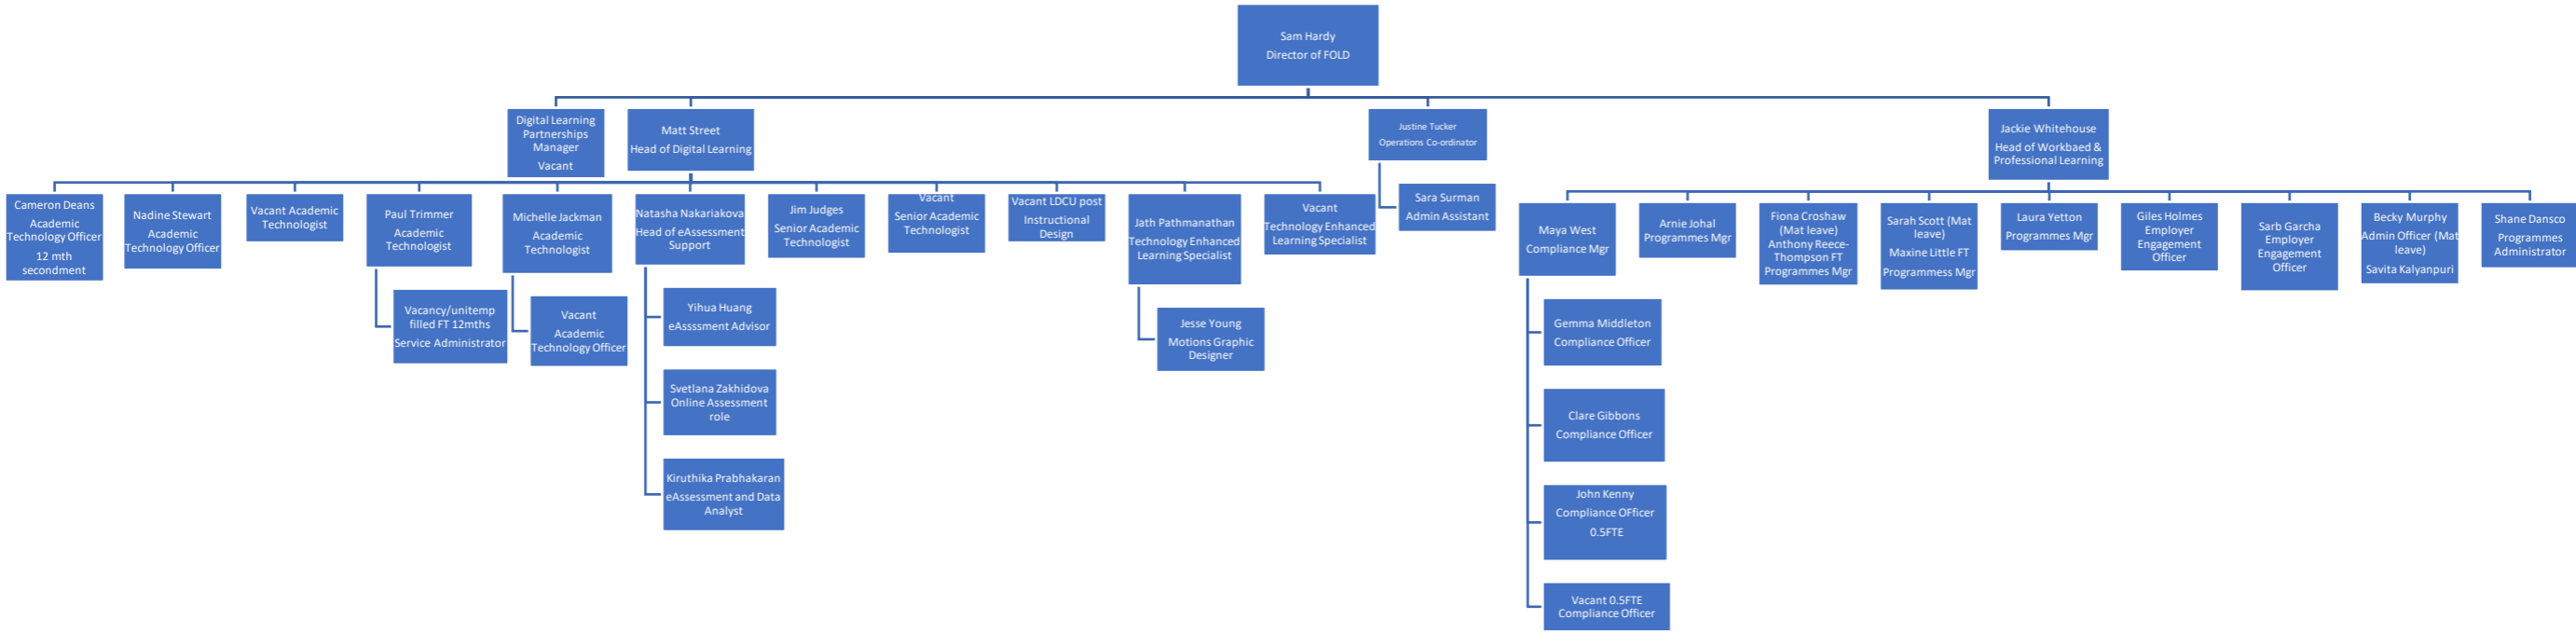 Sam Hardy
Director of FOLD
Digital Learning
Partnerships
Manager
Vacant
Matt Street
Head of Digital Learning
Justine Tucker
Operations Co-ordinator
Jackie Whitehouse
Head of Workbaed &
Professional Learning
Cameron Deans
Academic
Technology Officer
12 mth
secondment
Nadine Stewart
Academic
Technology Officer
Vacant Academic
Technologist
Paul Trimmer
Academic
Technologist
Michelle Jackman
Academic
Technologist
Natasha Nakariakova
Head of eAssessment
Support
Jim Judges
Senior Academic
Technologist
Vacant
Senior Academic
Technologist
Vacant LDCU post
Instructional
Design
Jath Pathmanathan
Technology Enhanced
Learning Specialist
Vacant
Technology Enhanced
Learning Specialist
Sara Surman
Admin Assistant
Maya West
Compliance Mgr
Arnie Johal
Programmes Mgr
Fiona Croshaw
(Mat leave)
Anthony Reece-
Thompson FT
Programmes Mgr
Sarah Scott (Mat
leave)
Maxine Little FT
Programmess Mgr
Laura Yetton
Programmes Mgr
Giles Holmes
Employer
Engagement
Officer
Sarb Garcha
Employer
Engagement
Officer
Becky Murphy
Admin Officer (Mat
leave)
Savita Kalyanpuri
Shane Dansco
Programmes
Administrator
Vacancy/unitemp
filled FT 12mths
Service Administrator
Vacant
Academic
Technology Officer
Yihua Huang
eAssssment Advisor
Svetlana Zakhidova
Online Assessment
role
Kiruthika Prabhakaran
eAssessment and Data
Analyst
Jesse Young
Motions Graphic
Designer
Gemma Middleton
Compliance Officer
Clare Gibbons
Compliance Officer
John Kenny
Compliance OFficer
0.5FTE
Vacant 0.5FTE
Compliance Officer